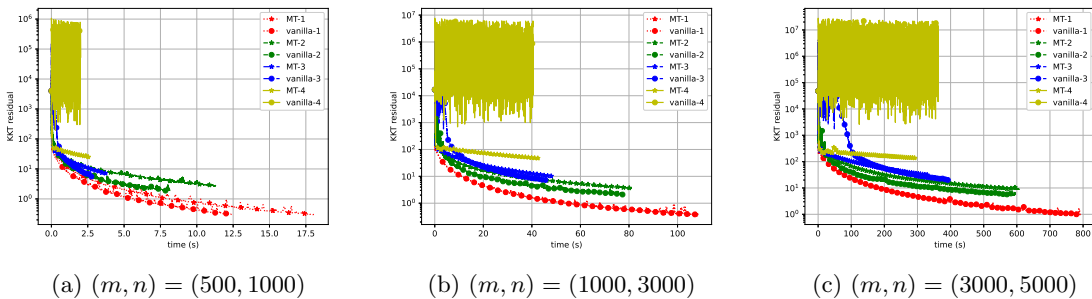 10⁶
10⁵
10⁴
10³
10²
10¹
10⁰
KKT residual
0.0 2.5 5.0 7.5 10.0 12.5 15.0 17.5
time (s)
MT-1
vanilla-1
MT-2
vanilla-2
MT-3
vanilla-3
MT-4
vanilla-4
(a) (m, n) = (500, 1000)
10⁷
10⁶
10⁵
10⁴
10³
10²
10¹
10⁰
KKT residual
0 20 40 60 80 100
time (s)
MT-1
vanilla-1
MT-2
vanilla-2
MT-3
vanilla-3
MT-4
vanilla-4
(b) (m, n) = (1000, 3000)
10⁷
10⁶
10⁵
10⁴
10³
10²
10¹
10⁰
KKT residual
0 100 200 300 400 500 600 700 800
time (s)
MT-1
vanilla-1
MT-2
vanilla-2
MT-3
vanilla-3
MT-4
vanilla-4
(c) (m, n) = (3000, 5000)